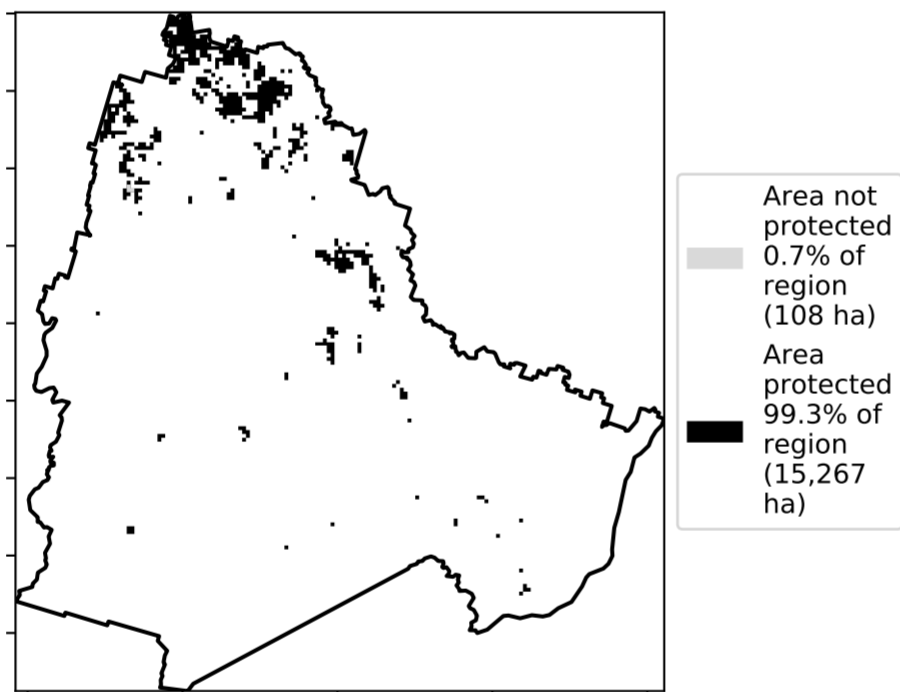 Area not
protected
0.7% of
region
(108 ha)
Area
protected
99.3% of
region
(15,267
ha)